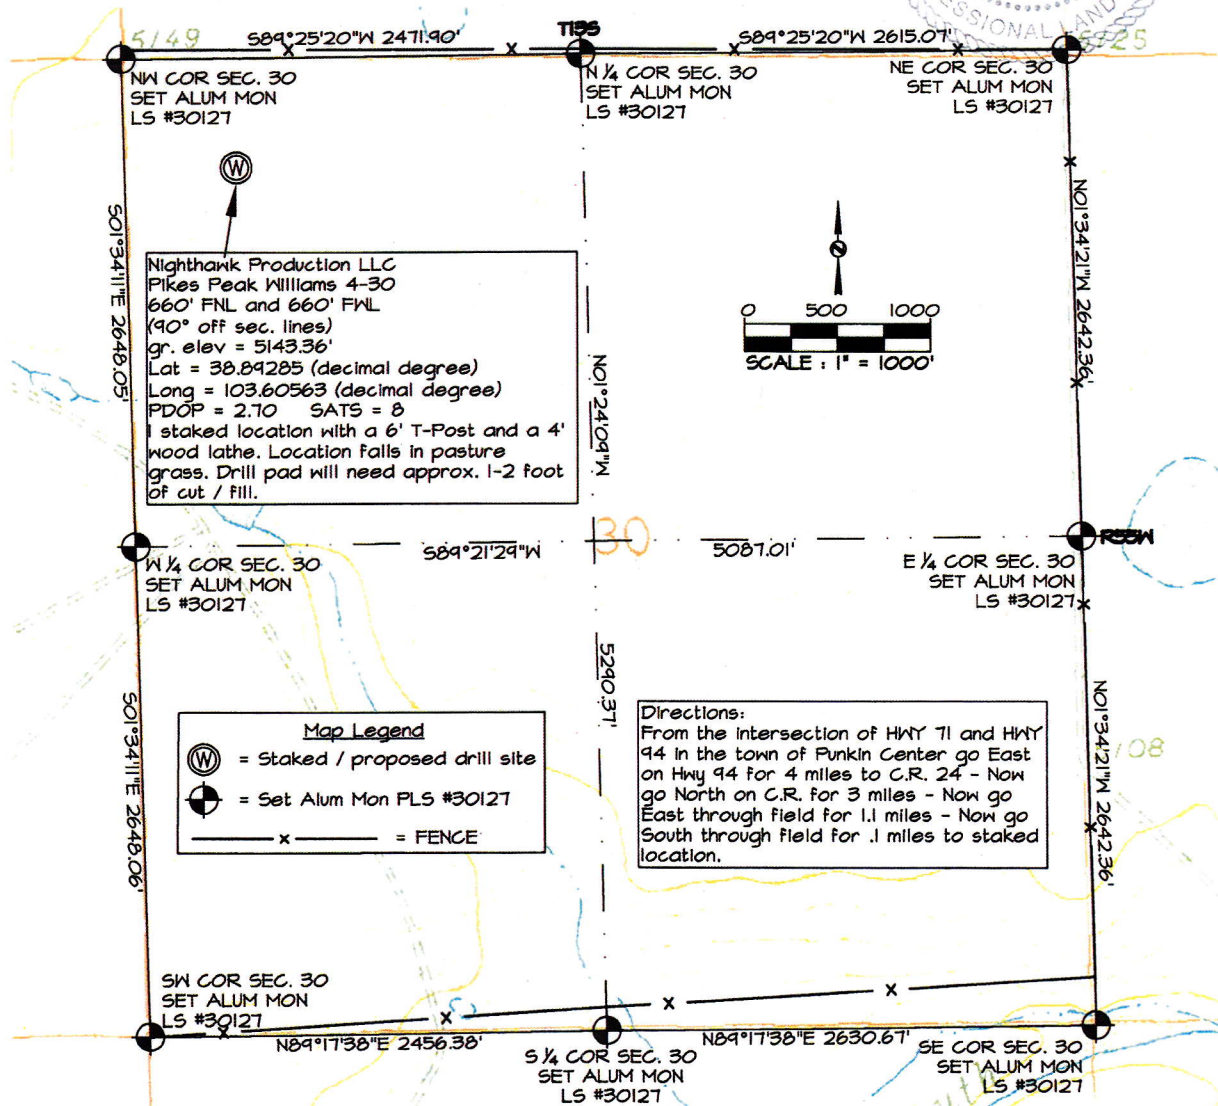 ESSIONAL LAND
T13S
5149
S89°25'20"W 2471.90'
S89°25'20"W 2615.07'
NW COR SEC. 30
SET ALUM MON
LS #30127
N 1/4 COR SEC. 30
SET ALUM MON
LS #30127
NE COR SEC. 30
SET ALUM MON
LS #30127
W
S01°34'11"E 2648.05'
N01°34'21"W 2642.36'
Nighthawk Production LLC
Pikes Peak Williams 4-30
660' FNL and 660' FWL
(90° off sec. lines)
gr. elev = 5143.36'
Lat = 38.89285 (decimal degree)
Long = 103.60563 (decimal degree)
PDOP = 2.70 SATS = 8
I staked location with a 6' T-Post and a 4'
wood lathe. Location falls in pasture
grass. Drill pad will need approx. 1-2 foot
of cut / fill.
N
0 500 1000
SCALE : 1" = 1000'
N01°24'09"W
30
S89°21'29"W
5087.01'
R55W
W 1/4 COR SEC. 30
SET ALUM MON
LS #30127
E 1/4 COR SEC. 30
SET ALUM MON
LS #30127
5290.37'
S01°34'11"E 2648.06'
N01°34'21"W 2642.36'
Map Legend
W = Staked / proposed drill site
= Set Alum Mon PLS #30127
x = FENCE
Directions:
From the intersection of HWY 71 and HWY
94 in the town of Punkin Center go East
on Hwy 94 for 4 miles to C.R. 24 - Now
go North on C.R. for 3 miles - Now go
East through field for 1.1 miles - Now go
South through field for .1 miles to staked
location.
SW COR SEC. 30
SET ALUM MON
LS #30127
N89°17'38"E 2456.38'
N89°17'38"E 2630.67'
S 1/4 COR SEC. 30
SET ALUM MON
LS #30127
SE COR SEC. 30
SET ALUM MON
LS #30127